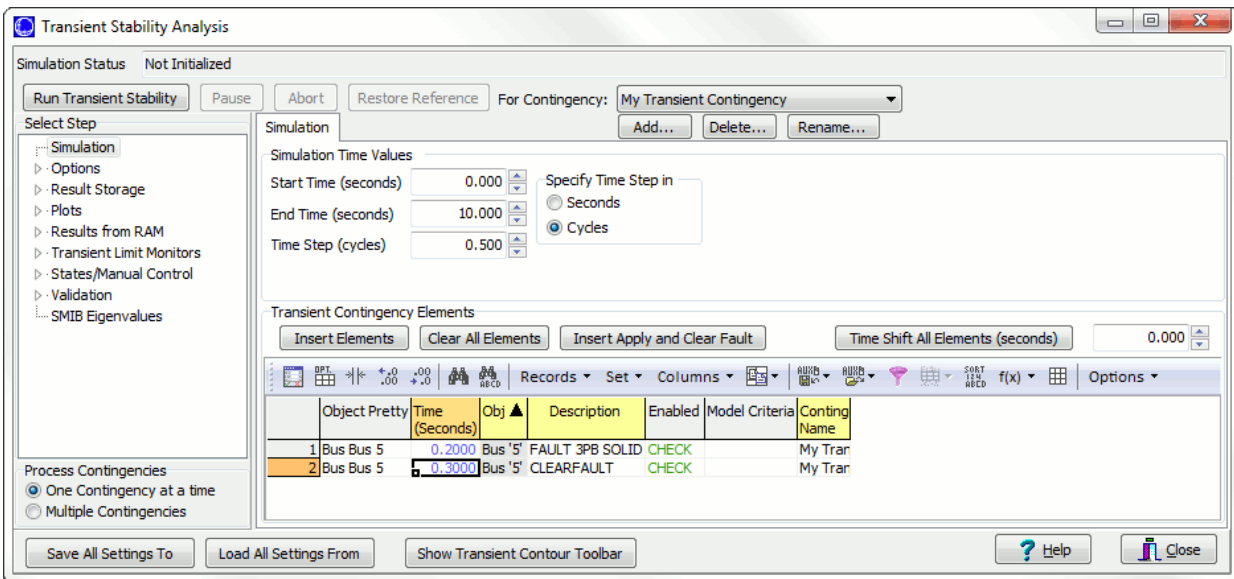 Transient Stability Analysis
Simulation Status Not Initialized
Run Transient Stability Pause Abort Restore Reference For Contingency: My Transient Contingency
Add... Delete... Rename...
Select Step
Simulation
Options
Result Storage
Plots
Results from RAM
Transient Limit Monitors
States/Manual Control
Validation
SMIB Eigenvalues
Process Contingencies
One Contingency at a time
Multiple Contingencies
Simulation
Simulation Time Values
Start Time (seconds) 0.000
End Time (seconds) 10.000
Time Step (cycles) 0.500
Specify Time Step in
Seconds
Cycles
Transient Contingency Elements
Insert Elements Clear All Elements Insert Apply and Clear Fault Time Shift All Elements (seconds) 0.000
Records Set Columns f(x) Options
Object Pretty Time (Seconds) Obj Description Enabled Model Criteria Conting Name
1 Bus Bus 5 0.2000 Bus '5' FAULT 3PB SOLID CHECK My Tran
2 Bus Bus 5 0.3000 Bus '5' CLEARFAULT CHECK My Tran
Save All Settings To Load All Settings From Show Transient Contour Toolbar ? Help Close